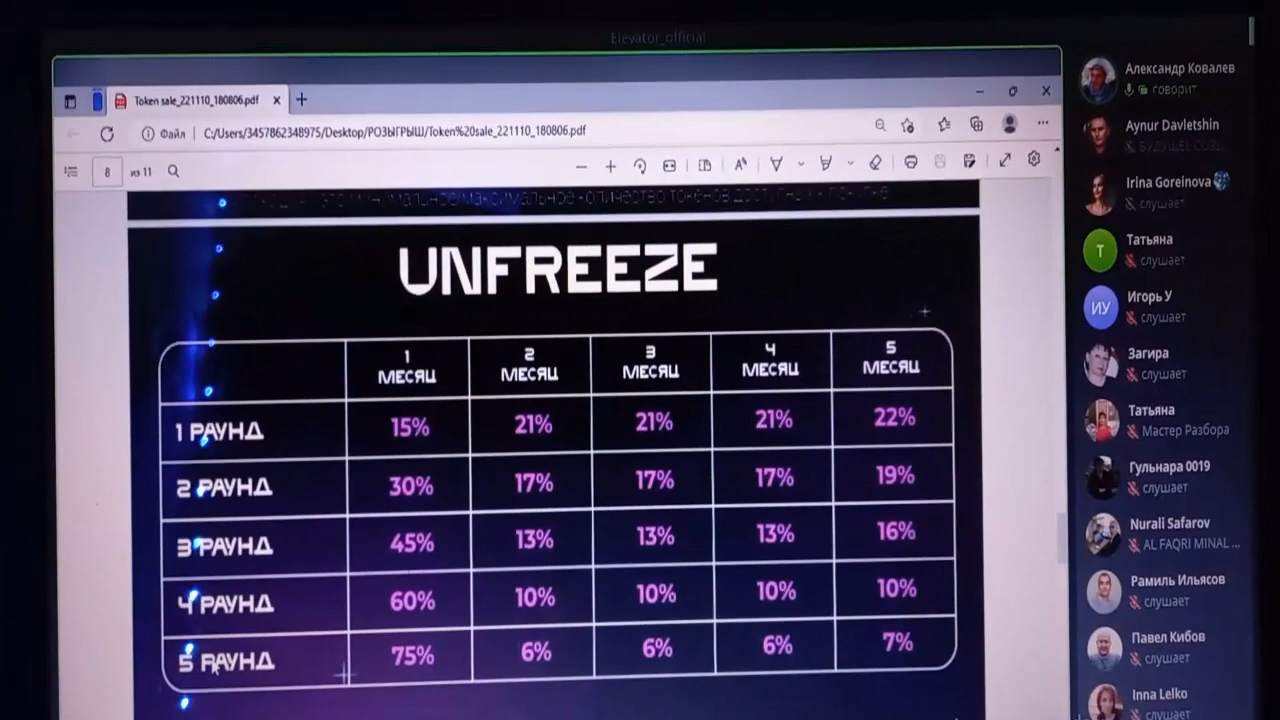 Elevator_official
Token sale_221110_180806.pdf
Файл
C:/Users/3457862348975/Desktop/РОЗЫГРЫШ/Token%20sale_221110_180806.pdf
8 из 11
UNFREEZE
1 МЕСЯЦ 2 МЕСЯЦ 3 МЕСЯЦ 4 МЕСЯЦ 5 МЕСЯЦ
1 РАУНД 15% 21% 21% 21% 22%
2 РАУНД 30% 17% 17% 17% 19%
3 РАУНД 45% 13% 13% 13% 16%
4 РАУНД 60% 10% 10% 10% 10%
5 РАУНД 75% 6% 6% 6% 7%
Александр Ковалев
говорит
Aynur Davletshin
Irina Goreinova
слушает
Т
Татьяна
слушает
ИУ
Игорь У
слушает
Загира
слушает
Татьяна
Мастер Разбора
Гульнара 0019
слушает
Nurali Safarov
AL FAQRI MINAL ...
Рамиль Ильясов
слушает
Павел Кибов
слушает
Inna Lelko
слушает